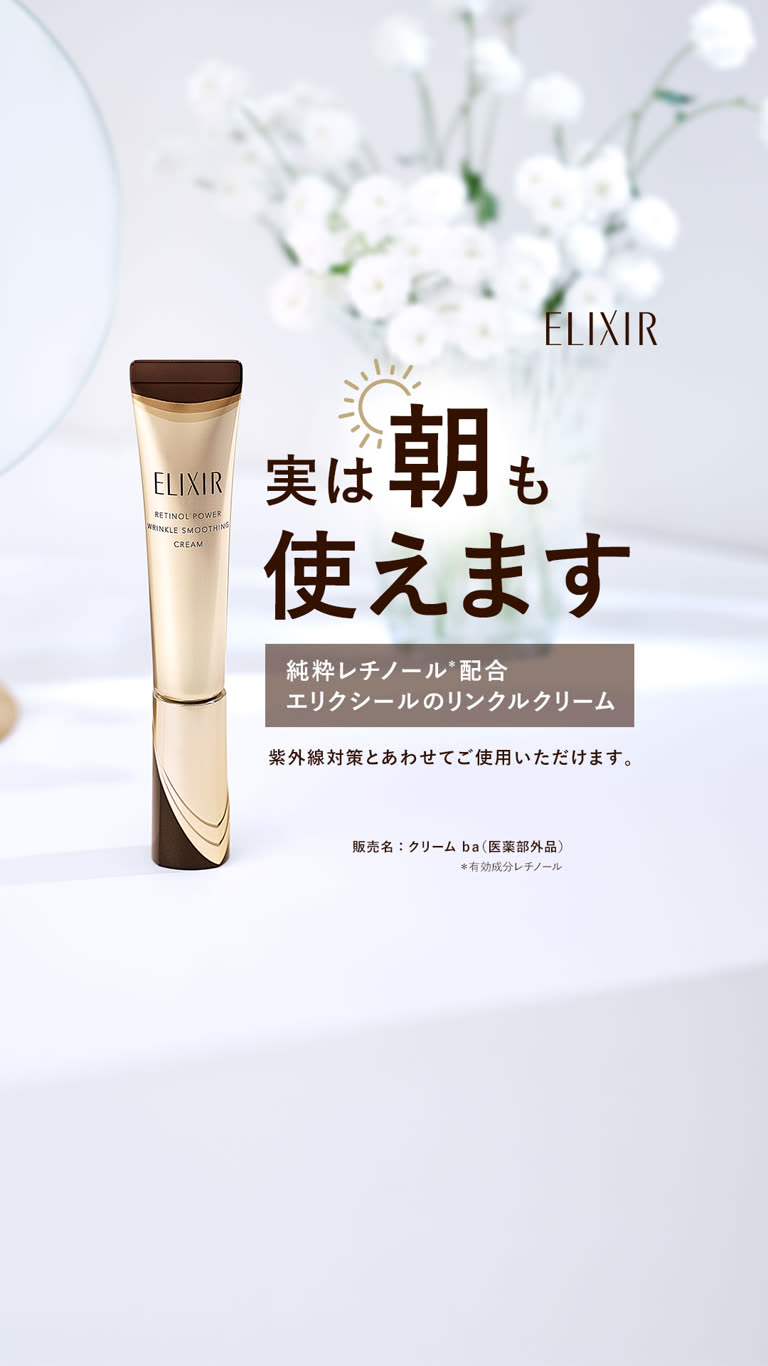 ELIXIR
ELIXIR
RETINOL POWER
WRINKLE SMOOTHING
CREAM
実は朝も
使えます
純粋レチノール*配合
エリクシールのリンクルクリーム
紫外線対策とあわせてご使用いただけます。
販売名：クリーム ba（医薬部外品）
*有効成分レチノール